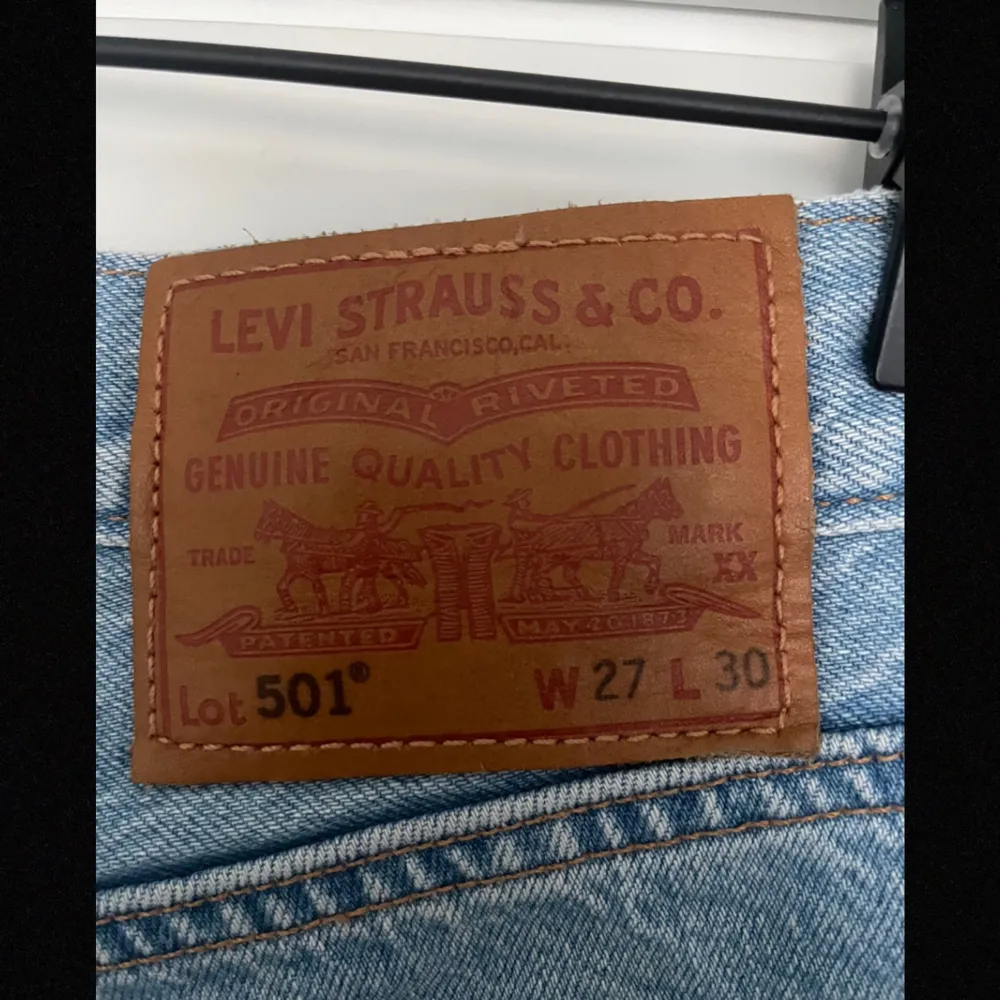 LEVI STRAUSS & CO.
SAN FRANCISCO, CAL.
ORIGINAL RIVETED
GENUINE QUALITY CLOTHING
TRADE MARK
XX
PATENTED MAY 20 1873
Lot 501® W 27 L 30